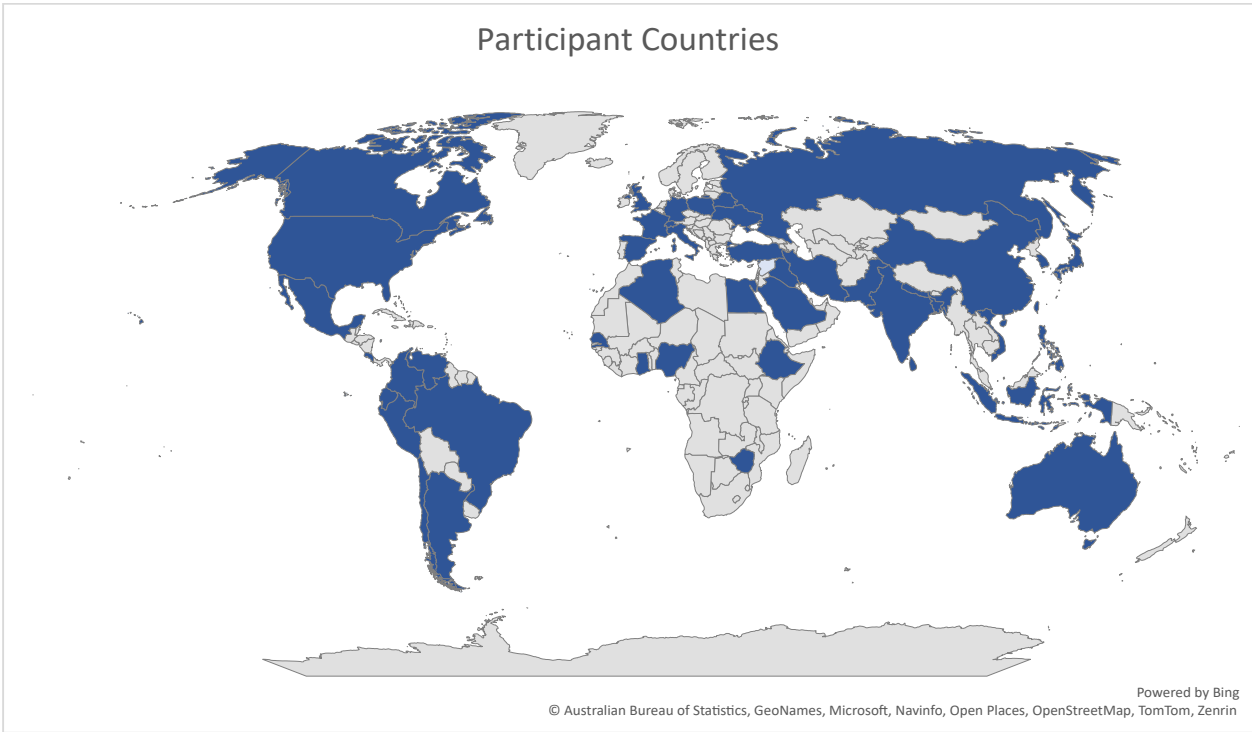 Participant Countries
Powered by Bing
© Australian Bureau of Statistics, GeoNames, Microsoft, Navinfo, Open Places, OpenStreetMap, TomTom, Zenrin